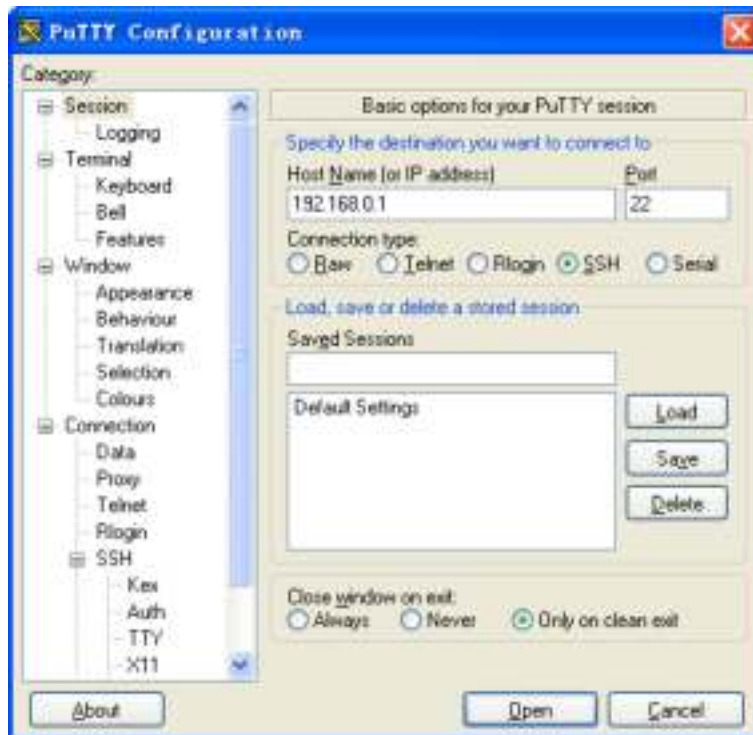 PuTTY Configuration
Category:
Session
Logging
Terminal
Keyboard
Bell
Features
Window
Appearance
Behaviour
Translation
Selection
Colours
Connection
Data
Proxy
Telnet
Rlogin
SSH
Kex
Auth
TTY
X11
Basic options for your PuTTY session
Specify the destination you want to connect to
Host Name (or IP address) Port
192.168.0.1 22
Connection type:
Raw Telnet Rlogin SSH Serial
Load, save or delete a stored session
Saved Sessions
Default Settings
Load
Save
Delete
Close window on exit:
Always Never Only on clean exit
About Open Cancel